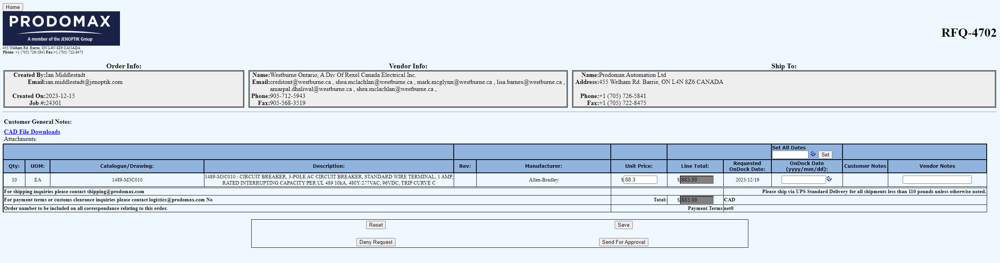 Home
PRODOMAX
A member of the JENOPTIK Group
455 Welham Rd. Barrie, ON L4N 8Z6 CANADA
Phone: +1 (705) 726-5841 Fax:+1 (705) 722-8475
RFQ-4702
Order Info:
Created By:Ian Middlestadt
Email:ian.middlestadt@jenoptik.com
Created On:2023-12-15
Job #:24301
Vendor Info:
Name:Westburne Ontario, A Div Of Rexel Canada Electrical Inc.
Email:creditont@westburne.ca , shea.mclachlan@westburne.ca , mark.mcglynn@westburne.ca , lisa.barnes@westburne.ca ,
amarpal.dhaliwal@westburne.ca , shea.mclachlan@westburne.ca ,
Phone:905-712-5943
Fax:905-568-3519
Ship To:
Name:Prodomax Automation Ltd
Address:455 Welham Rd. Barrie, ON L4N 8Z6 CANADA
Phone:+1 (705) 726-5841
Fax:+1 (705) 722-8475
Customer General Notes:
CAD File Downloads
Attachments:
Set All Dates
Set
Qty: UOM: Catalogue/Drawing: Description: Rev: Manufacturer: Unit Price: Line Total: Requested OnDock Date: OnDock Date (yyyy/mm/dd): Customer Notes Vendor Notes
10 EA 1489-M3C010
1489-M3C010 : CIRCUIT BREAKER, 3-POLE AC CIRCUIT BREAKER, STANDARD WIRE TERMINAL, 1 AMP,
RATED INTERRUPTING CAPACITY PER UL 489 10kA, 480Y/277VAC, 96VDC, TRIP CURVE C
Allen-Bradley $88.3 $883.00 2023/12/19
For shipping inquiries please contact shipping@prodomax.com
Please ship via UPS Standard Delivery for all shipments less than 110 pounds unless otherwise noted.
For payment terms or customs clearance inquiries please contact logistics@prodomax.com No
Total: $883.00 CAD
Order number to be included on all correspondance relating to this order.
Payment Terms net0
Reset Save
Deny Request Send For Approval